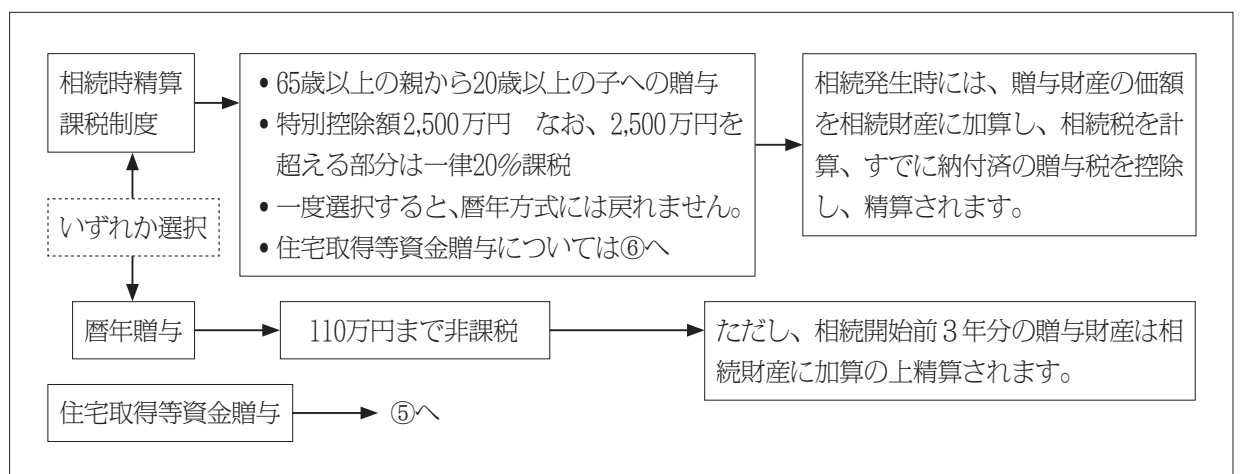 相続時精算
課税制度
• 65歳以上の親から20歳以上の子への贈与
• 特別控除額2,500万円 なお、2,500万円を
超える部分は一律20%課税
• 一度選択すると、暦年方式には戻れません。
• 住宅取得等資金贈与については⑥へ
相続発生時には、贈与財産の価額
を相続財産に加算し、相続税を計
算、すでに納付済の贈与税を控除
し、精算されます。
いずれか選択
暦年贈与
110万円まで非課税
ただし、相続開始前3年分の贈与財産は相
続財産に加算の上精算されます。
住宅取得等資金贈与
⑤へ